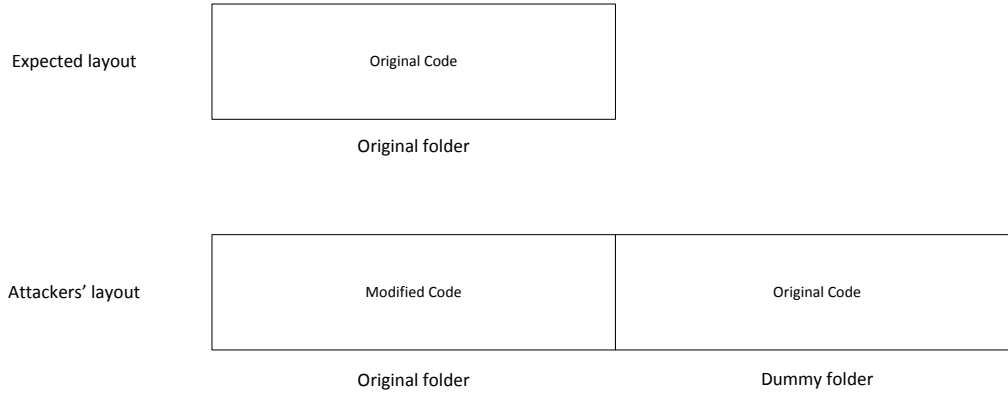 Expected layout
Original Code
Original folder
Attackers’ layout
Modified Code
Original Code
Original folder
Dummy folder